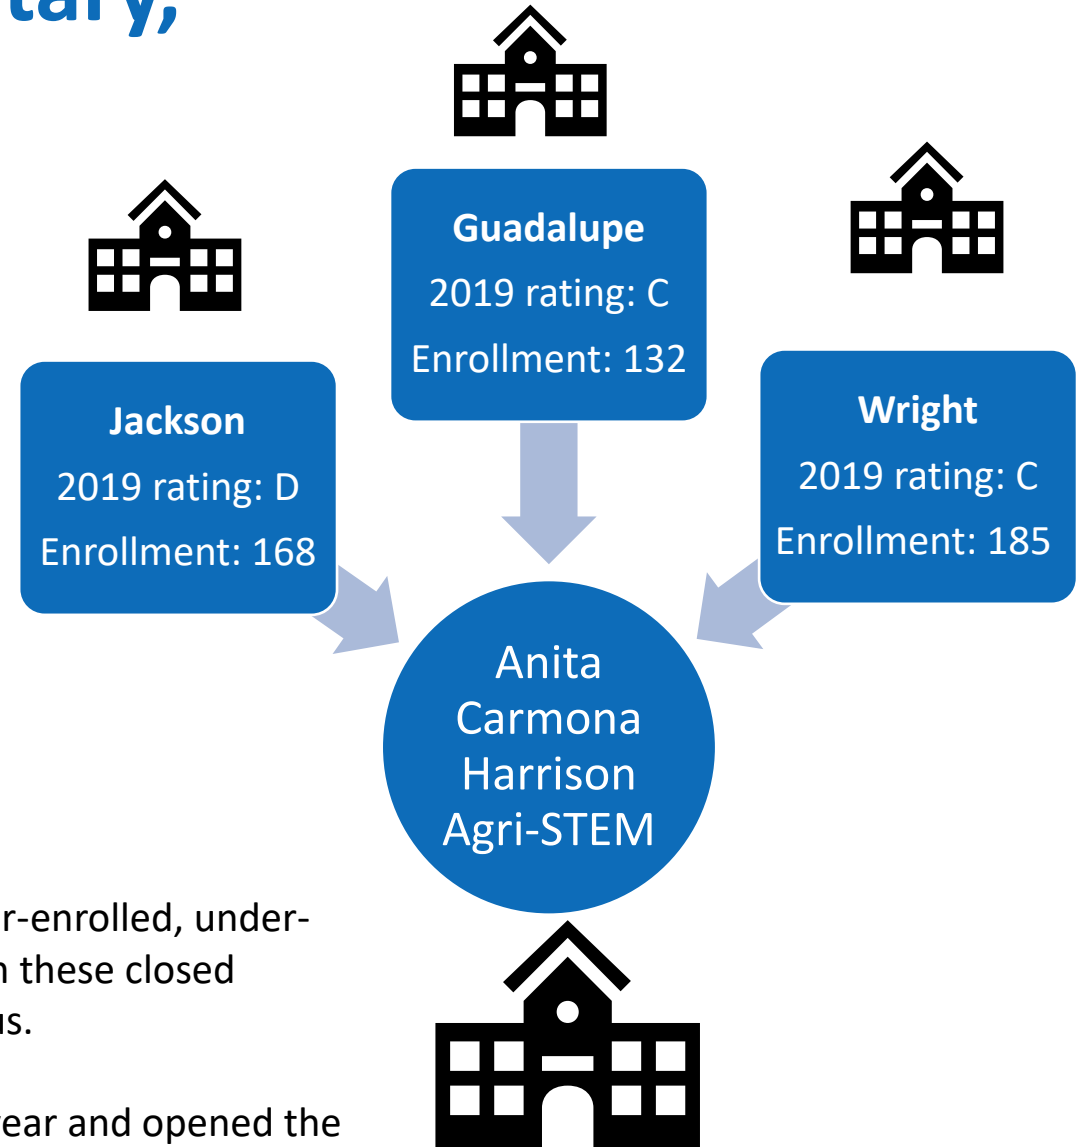 tary,
Guadalupe
2019 rating: C
Enrollment: 132
Jackson
2019 rating: D
Enrollment: 168
Wright
2019 rating: C
Enrollment: 185
Anita
Carmona
Harrison
Agri-STEM
r-enrolled, under-
n these closed
us.
year and opened the